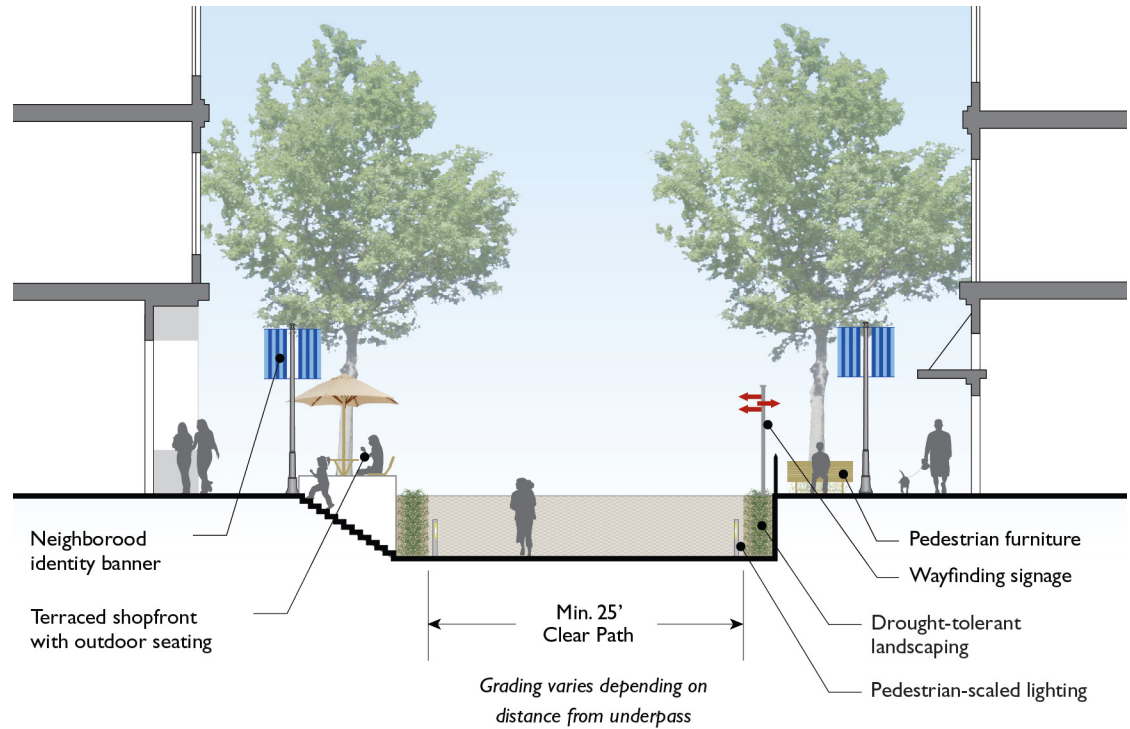 Neighborood
identity banner
Terraced shopfront
with outdoor seating
Min. 25’
Clear Path
Grading varies depending on
distance from underpass
Pedestrian furniture
Wayfinding signage
Drought-tolerant
landscaping
Pedestrian-scaled lighting